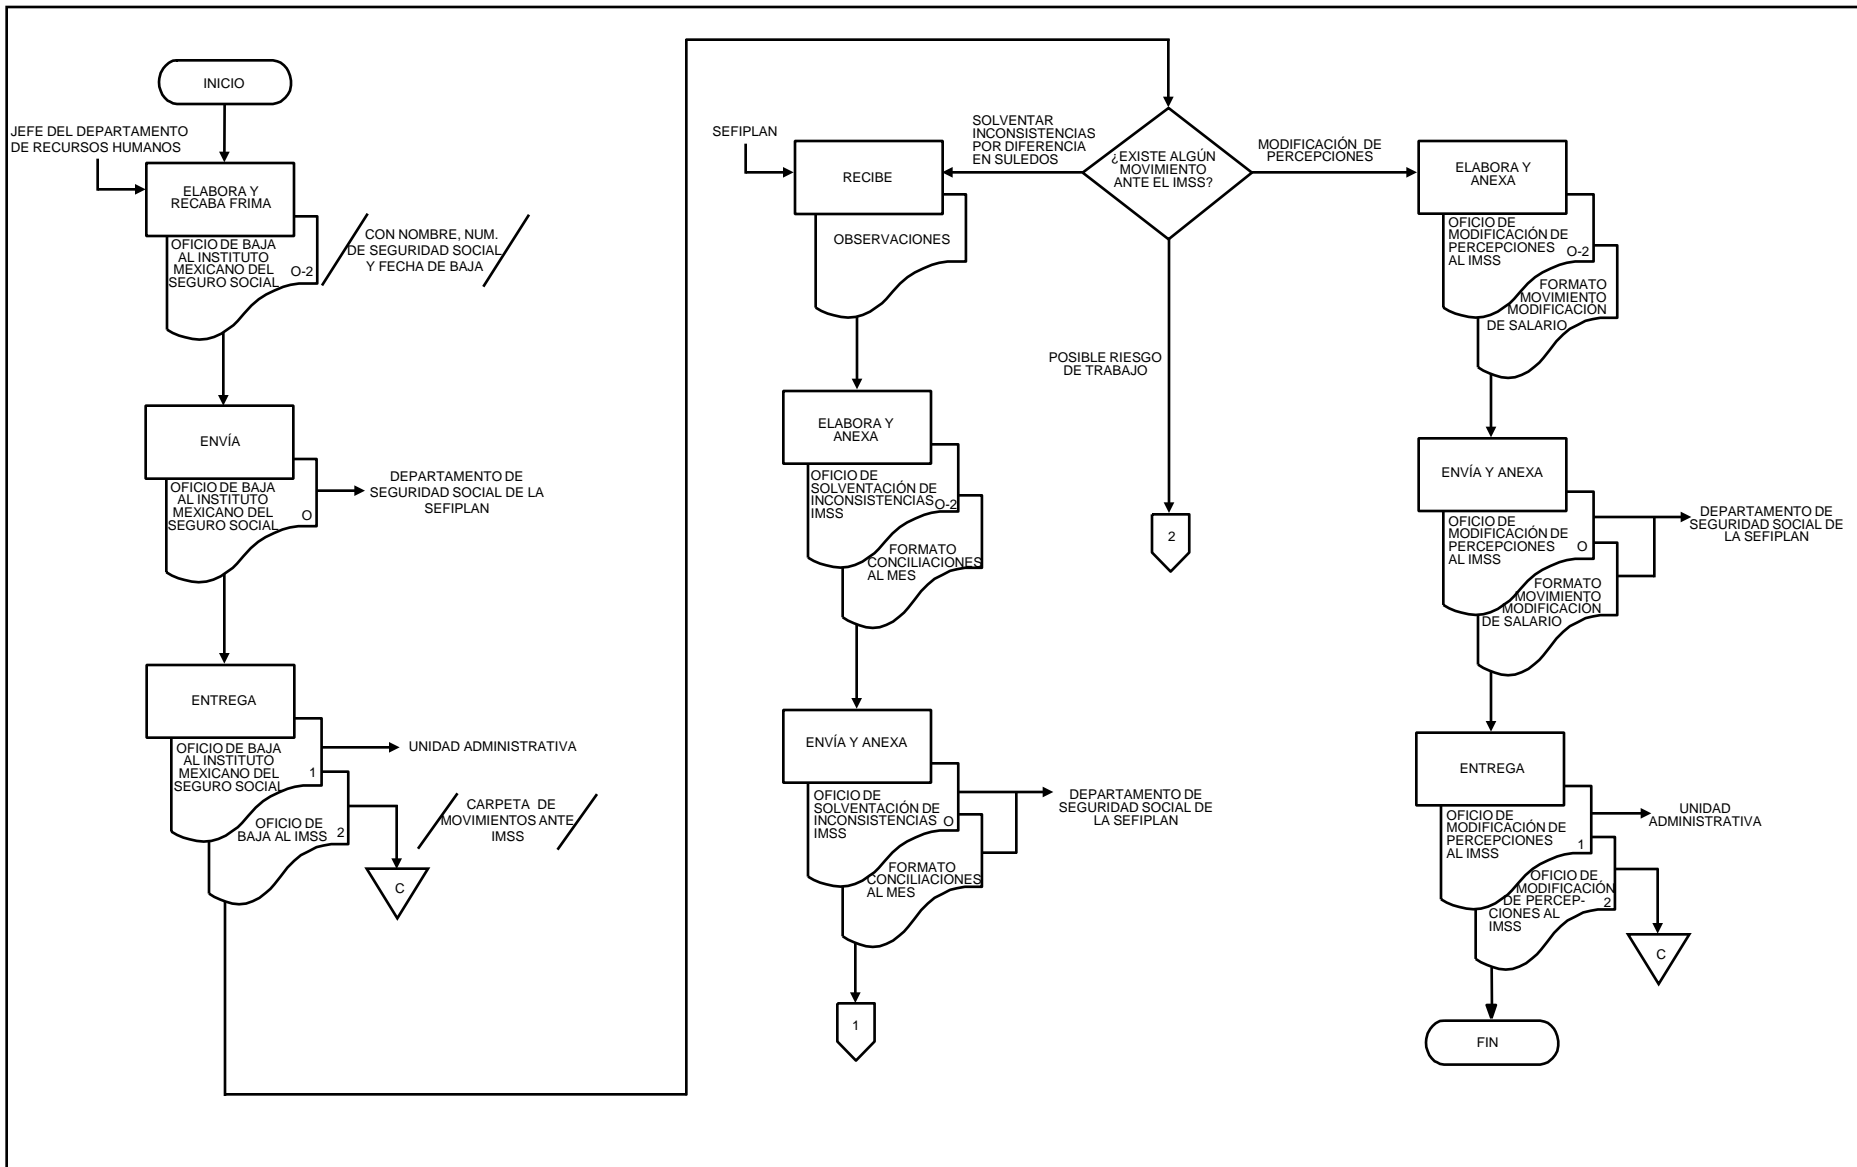 INICIO
JEFE DEL DEPARTAMENTO
DE RECURSOS HUMANOS
ELABORA Y
RECABA FRIMA
OFICIO DE BAJA
AL INSTITUTO
MEXICANO DEL
SEGURO SOCIAL
O-2
CON NOMBRE, NUM.
DE SEGURIDAD SOCIAL
Y FECHA DE BAJA
ENVÍA
OFICIO DE BAJA
AL INSTITUTO
MEXICANO DEL
SEGURO SOCIAL
O
DEPARTAMENTO DE
SEGURIDAD SOCIAL DE LA
SEFIPLAN
ENTREGA
OFICIO DE BAJA
AL INSTITUTO
MEXICANO DEL
SEGURO SOCIAL
1
UNIDAD ADMINISTRATIVA
OFICIO DE
BAJA AL IMSS
2
CARPETA DE
MOVIMIENTOS ANTE
IMSS
C
¿EXISTE ALGÚN
MOVIMIENTO
ANTE EL IMSS?
SOLVENTAR
INCONSISTENCIAS
POR DIFERENCIA
EN SULEDOS
SEFIPLAN
RECIBE
OBSERVACIONES
ELABORA Y
ANEXA
OFICIO DE
SOLVENTACIÓN DE
INCONSISTENCIAS
IMSS
O-2
FORMATO
CONCILIACIONES
AL MES
ENVÍA Y ANEXA
OFICIO DE
SOLVENTACIÓN DE
INCONSISTENCIAS
IMSS
O
FORMATO
CONCILIACIONES
AL MES
DEPARTAMENTO DE
SEGURIDAD SOCIAL DE
LA SEFIPLAN
1
POSIBLE RIESGO
DE TRABAJO
2
MODIFICACIÓN DE
PERCEPCIONES
ELABORA Y
ANEXA
OFICIO DE
MODIFICACIÓN DE
PERCEPCIONES
AL IMSS
O-2
FORMATO
MOVIMIENTO
MODIFICACIÓN
DE SALARIO
ENVÍA Y ANEXA
OFICIO DE
MODIFICACIÓN DE
PERCEPCIONES
AL IMSS
O
FORMATO
MOVIMIENTO
MODIFICACIÓN
DE SALARIO
DEPARTAMENTO DE
SEGURIDAD SOCIAL DE
LA SEFIPLAN
ENTREGA
OFICIO DE
MODIFICACIÓN DE
PERCEPCIONES
AL IMSS
1
UNIDAD
ADMINISTRATIVA
OFICIO DE
MODIFICACIÓN
DE PERCEP-
CIONES AL
IMSS
2
C
FIN